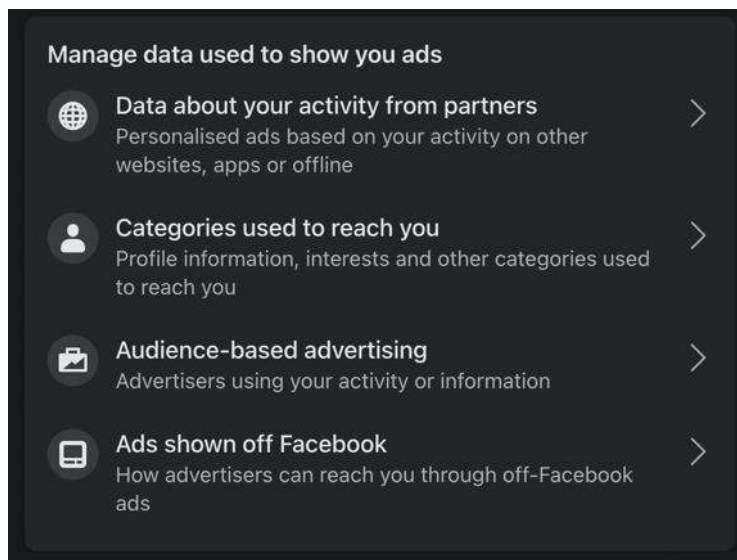 Manage data used to show you ads
Data about your activity from partners
Personalised ads based on your activity on other
websites, apps or offline
Categories used to reach you
Profile information, interests and other categories used
to reach you
Audience-based advertising
Advertisers using your activity or information
Ads shown off Facebook
How advertisers can reach you through off-Facebook
ads